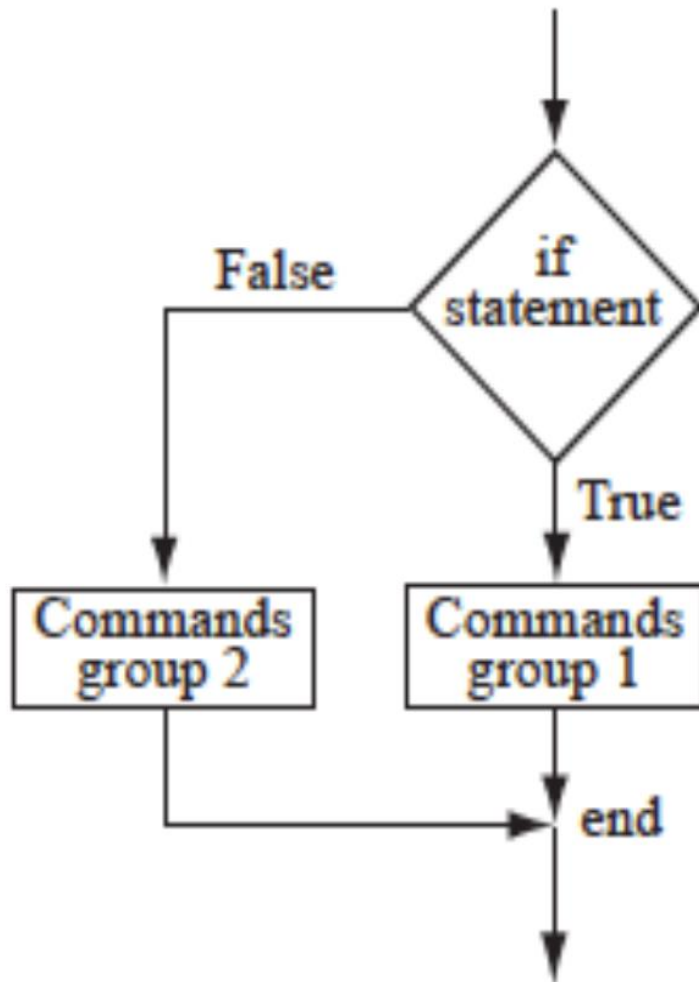 if
statement
False
True
Commands
group 2
Commands
group 1
end